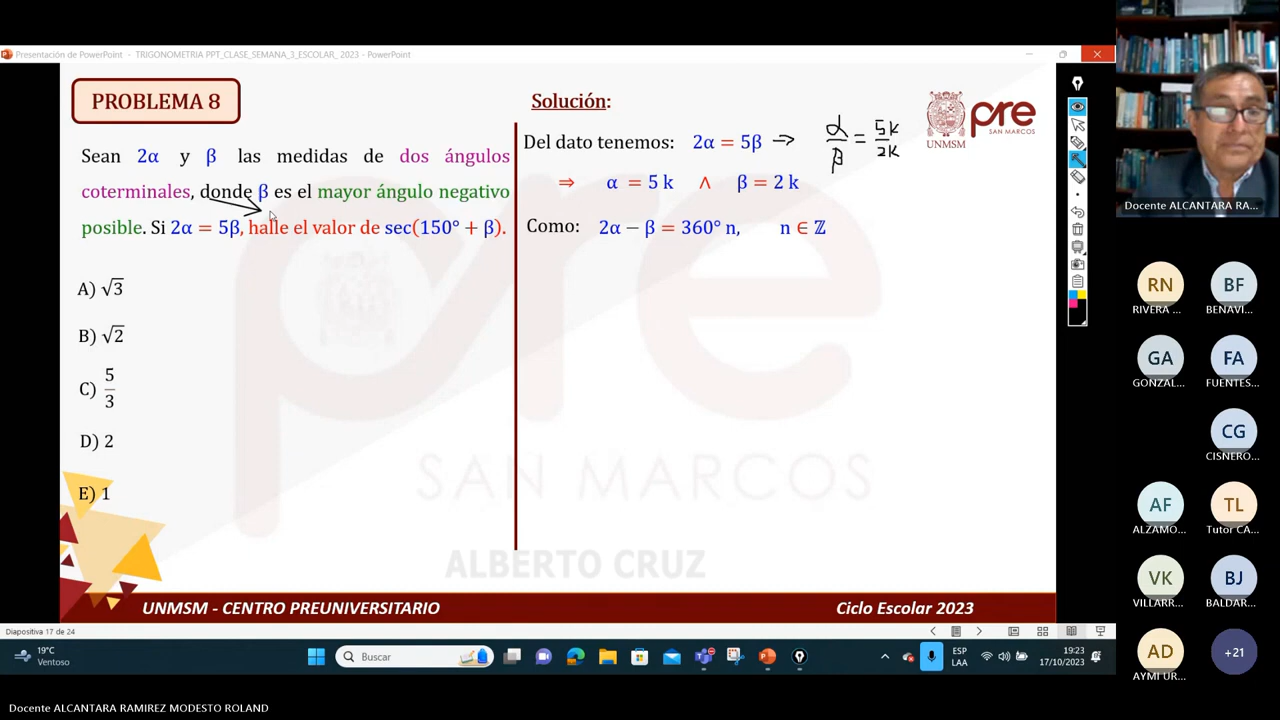 Presentación de PowerPoint - TRIGONOMETRIA PPT_CLASE_SEMANA_3_ESCOLAR_ 2023 - PowerPoint
PROBLEMA 8
Sean 2α y β las medidas de dos ángulos
coterminales, donde β es el mayor ángulo negativo
posible. Si 2α = 5β, halle el valor de sec(150° + β).
A) √3
B) √2
C) 5/3
D) 2
E) 1
Solución:
Del dato tenemos: 2α = 5β → α/β = 5k/2k
⇒ α = 5 k ∧ β = 2 k
Como: 2α − β = 360° n, n ∈ ℤ
UNMSM
pre
SAN MARCOS
pre
SAN MARCOS
ALBERTO CRUZ
UNMSM - CENTRO PREUNIVERSITARIO
Ciclo Escolar 2023
Diapositiva 17 de 24
19°C
Ventoso
Buscar
ESP
LAA
19:23
17/10/2023
Docente ALCANTARA RA...
RN
RIVERA ...
BF
BENAVI...
GA
GONZAL...
FA
FUENTES...
CG
CISNERO...
AF
ALZAMO...
TL
Tutor CA...
VK
VILLARR...
BJ
BALDAR...
AD
AYMI UR...
+21
Docente ALCANTARA RAMIREZ MODESTO ROLAND